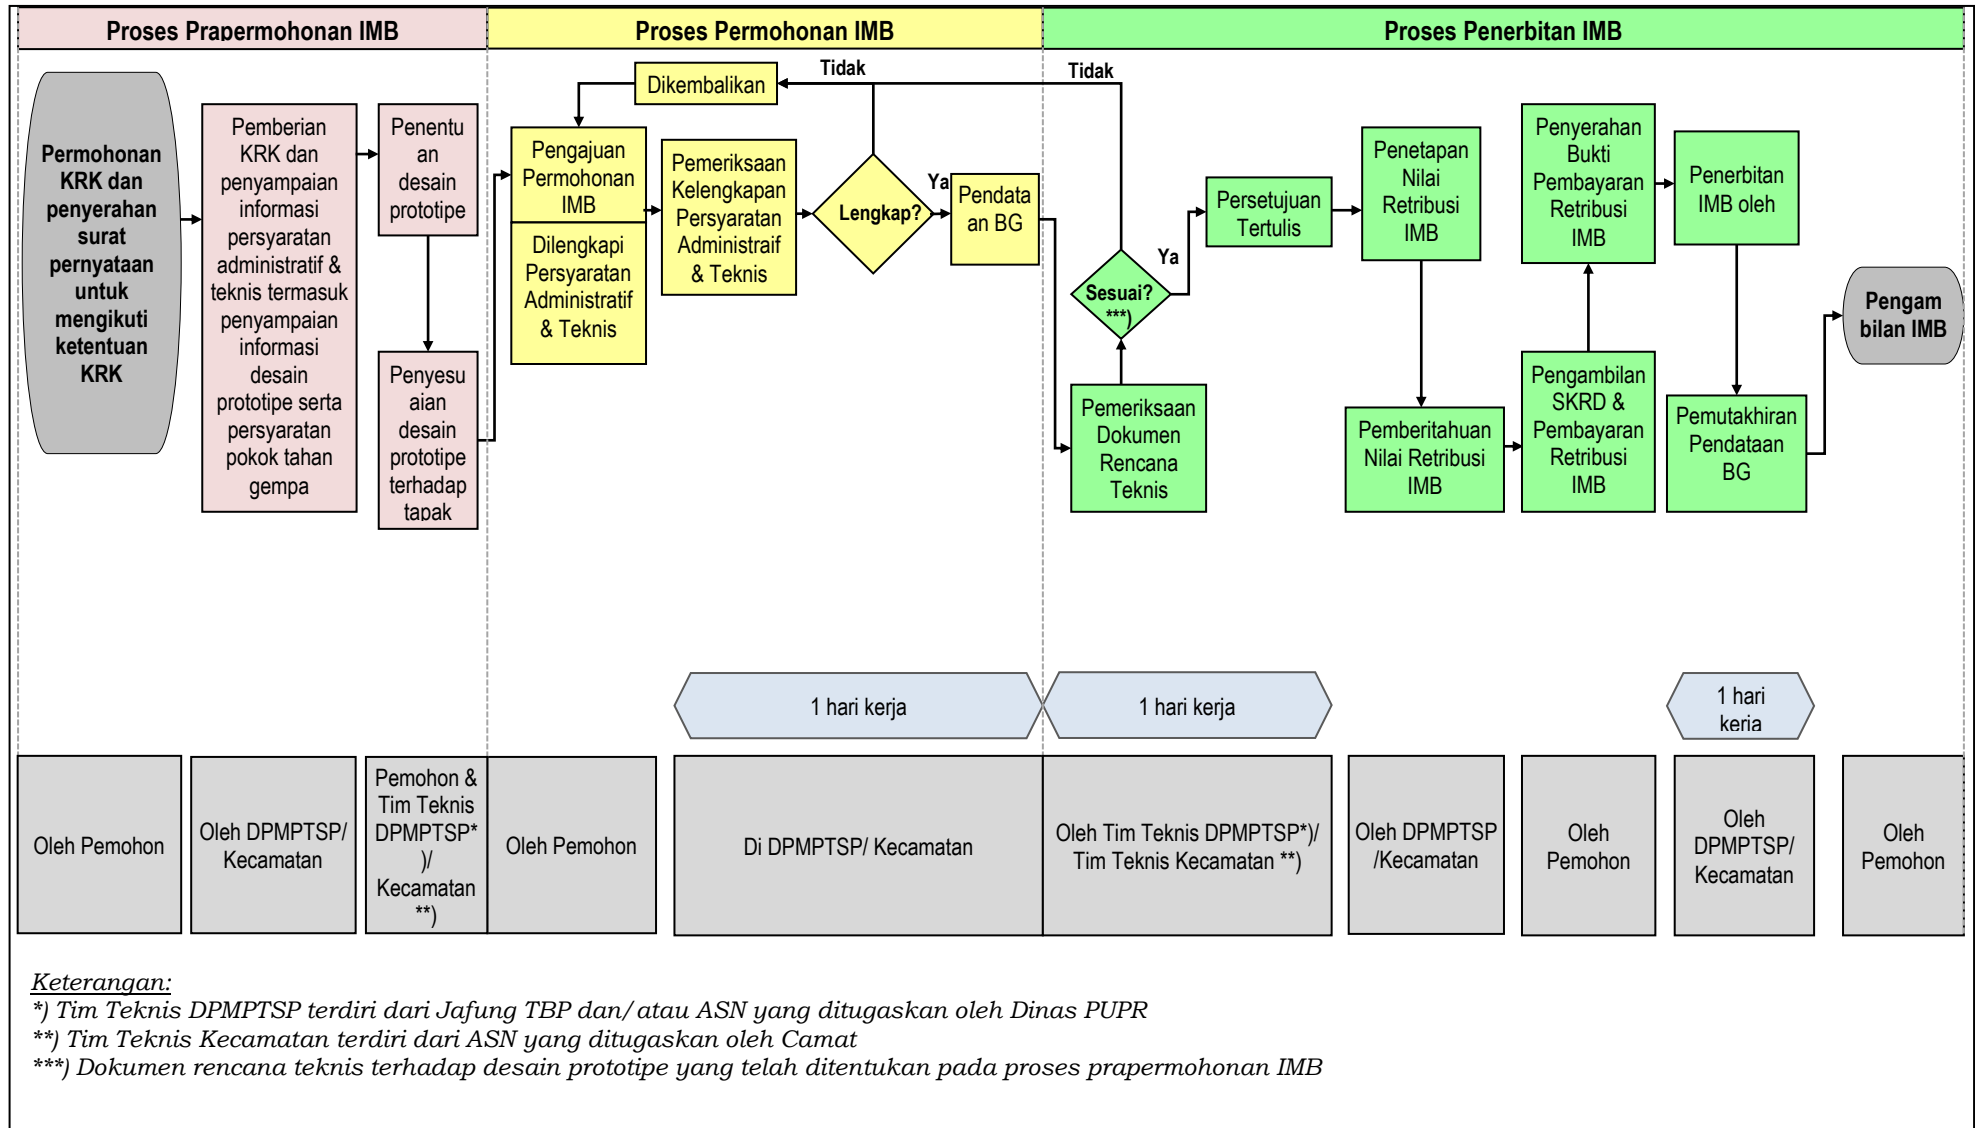 Proses Prapermohonan IMB
Proses Permohonan IMB
Proses Penerbitan IMB
Permohonan
KRK dan
penyerahan
surat
pernyataan
untuk
mengikuti
ketentuan
KRK
Pemberian
KRK dan
penyampaian
informasi
persyaratan
administratif &
teknis termasuk
penyampaian
informasi
desain
prototipe serta
persyaratan
pokok tahan
gempa
Penentu
an
desain
prototipe
Penyesu
aian
desain
prototipe
terhadap
tapak
Dikembalikan
Tidak
Pengajuan
Permohonan
IMB
Dilengkapi
Persyaratan
Administratif
& Teknis
Pemeriksaan
Kelengkapan
Persyaratan
Administraif
& Teknis
Lengkap?
Ya
Pendata
an BG
Tidak
Sesuai?
***)
Ya
Pemeriksaan
Dokumen
Rencana
Teknis
Persetujuan
Tertulis
Penetapan
Nilai
Retribusi
IMB
Pemberitahuan
Nilai Retribusi
IMB
Penyerahan
Bukti
Pembayaran
Retribusi
IMB
Pengambilan
SKRD &
Pembayaran
Retribusi
IMB
Penerbitan
IMB oleh
Pemutakhiran
Pendataan
BG
Pengam
bilan IMB
1 hari kerja
1 hari kerja
1 hari
kerja
Oleh Pemohon
Oleh DPMPTSP/
Kecamatan
Pemohon &
Tim Teknis
DPMPTSP*
)/
Kecamatan
**)
Oleh Pemohon
Di DPMPTSP/ Kecamatan
Oleh Tim Teknis DPMPTSP*)/
Tim Teknis Kecamatan **)
Oleh DPMPTSP
/Kecamatan
Oleh
Pemohon
Oleh
DPMPTSP/
Kecamatan
Oleh
Pemohon
Keterangan:
*) Tim Teknis DPMPTSP terdiri dari Jafung TBP dan/atau ASN yang ditugaskan oleh Dinas PUPR
**) Tim Teknis Kecamatan terdiri dari ASN yang ditugaskan oleh Camat
***) Dokumen rencana teknis terhadap desain prototipe yang telah ditentukan pada proses prapermohonan IMB